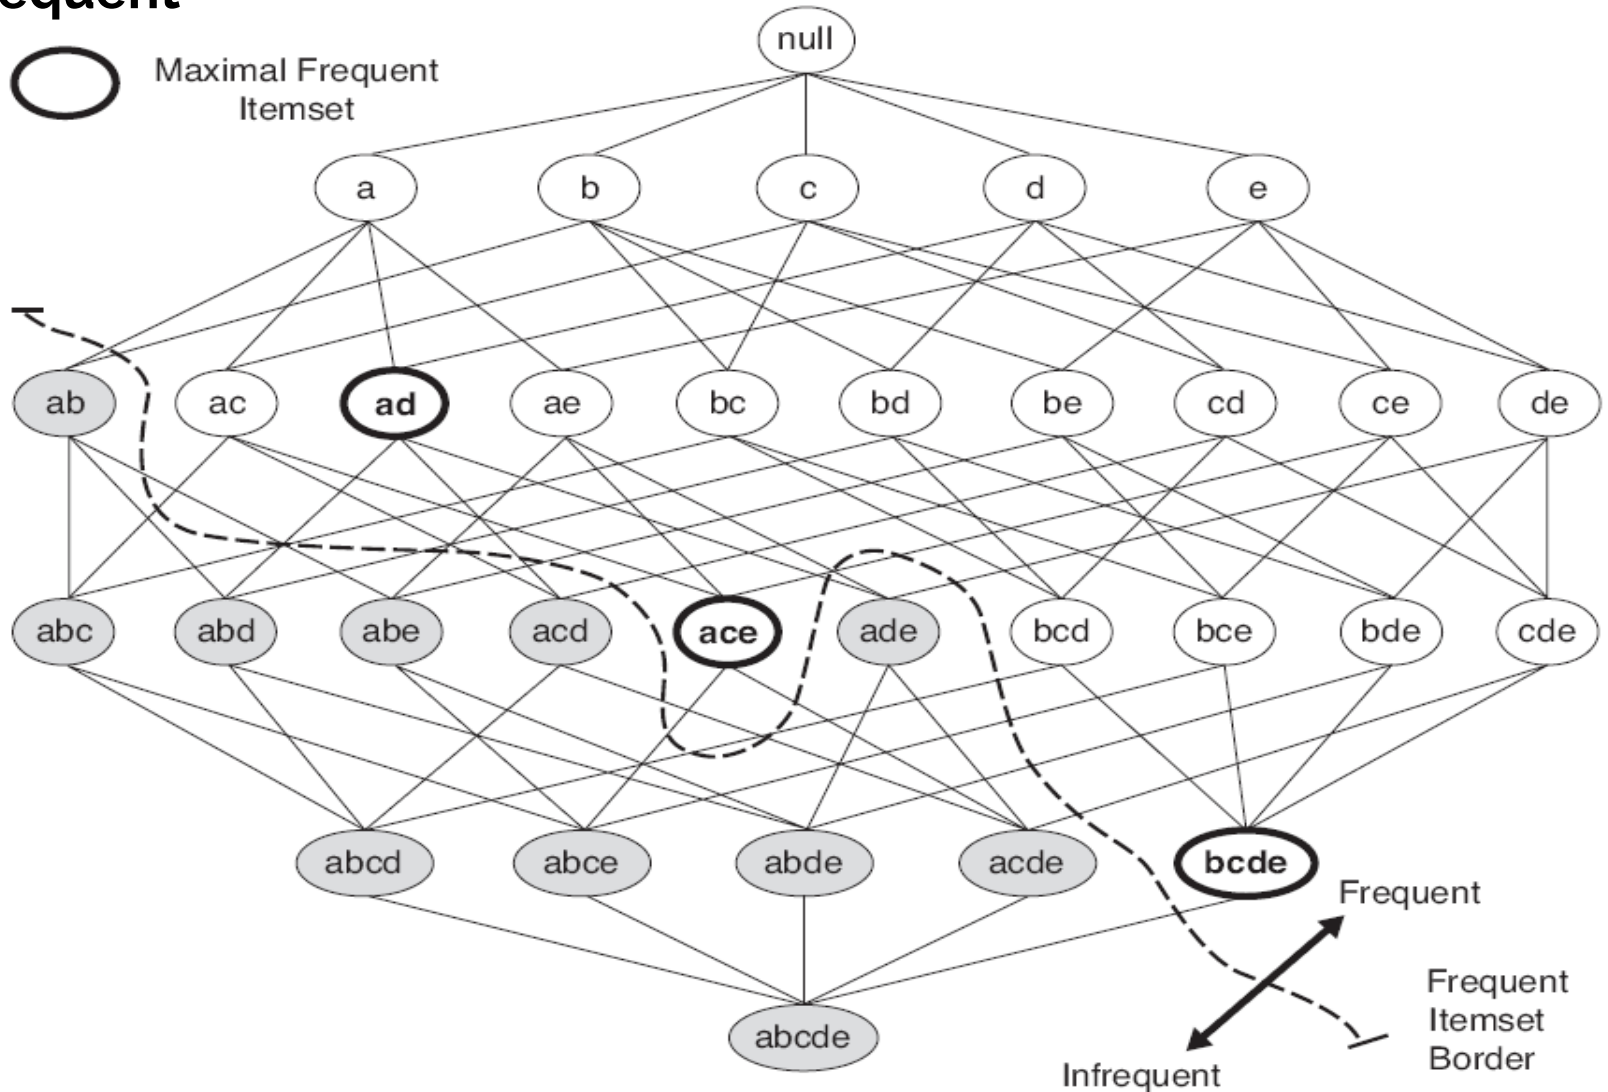 equent
Maximal Frequent
Itemset
null
a b c d e
ab ac ad ae bc bd be cd ce de
abc abd abe acd ace ade bcd bce bde cde
abcd abce abde acde bcde
Frequent
Frequent
Itemset
Border
abcde
Infrequent